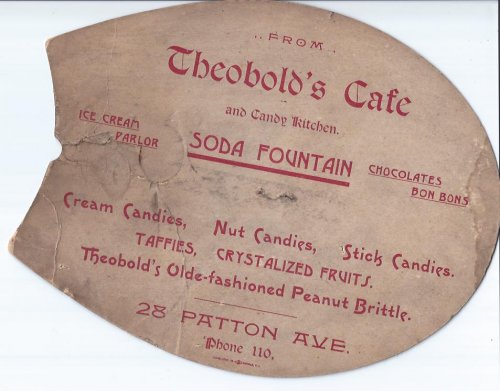 ..FROM..
Theobold's Cafe
and Candy Kitchen.
ICE CREAM
PARLOR
SODA FOUNTAIN
CHOCOLATES
BON BONS
Cream Candies, Nut Candies, Stick Candies.
TAFFIES, CRYSTALIZED FRUITS.
Theobold's Olde-fashioned Peanut Brittle.
28 PATTON AVE.
Phone 110.